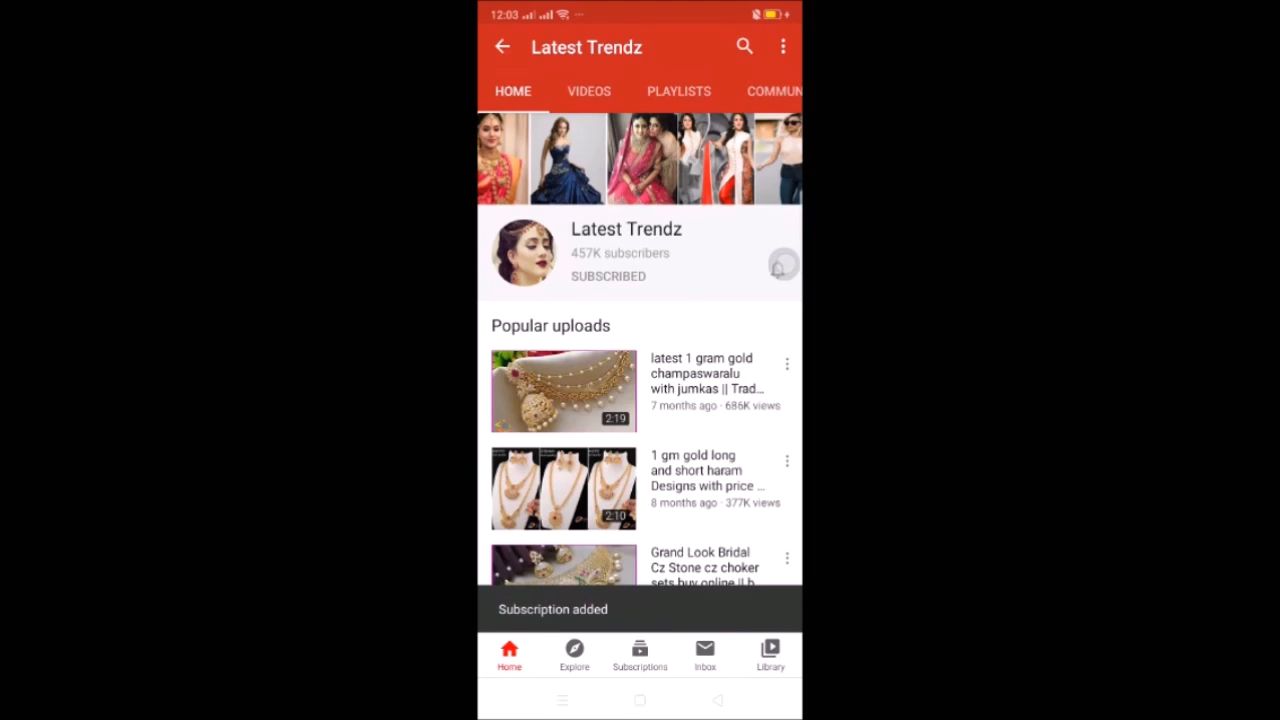 12:03
Latest Trendz
HOME VIDEOS PLAYLISTS COMMUN
Latest Trendz
457K subscribers
SUBSCRIBED
Popular uploads
latest 1 gram gold
champaswaralu
with jumkas || Trad...
7 months ago · 686K views
2:19
1 gm gold long
and short haram
Designs with price ...
8 months ago · 377K views
2:10
Grand Look Bridal
Cz Stone cz choker
sets buy online ||
Subscription added
Home Explore Subscriptions Inbox Library